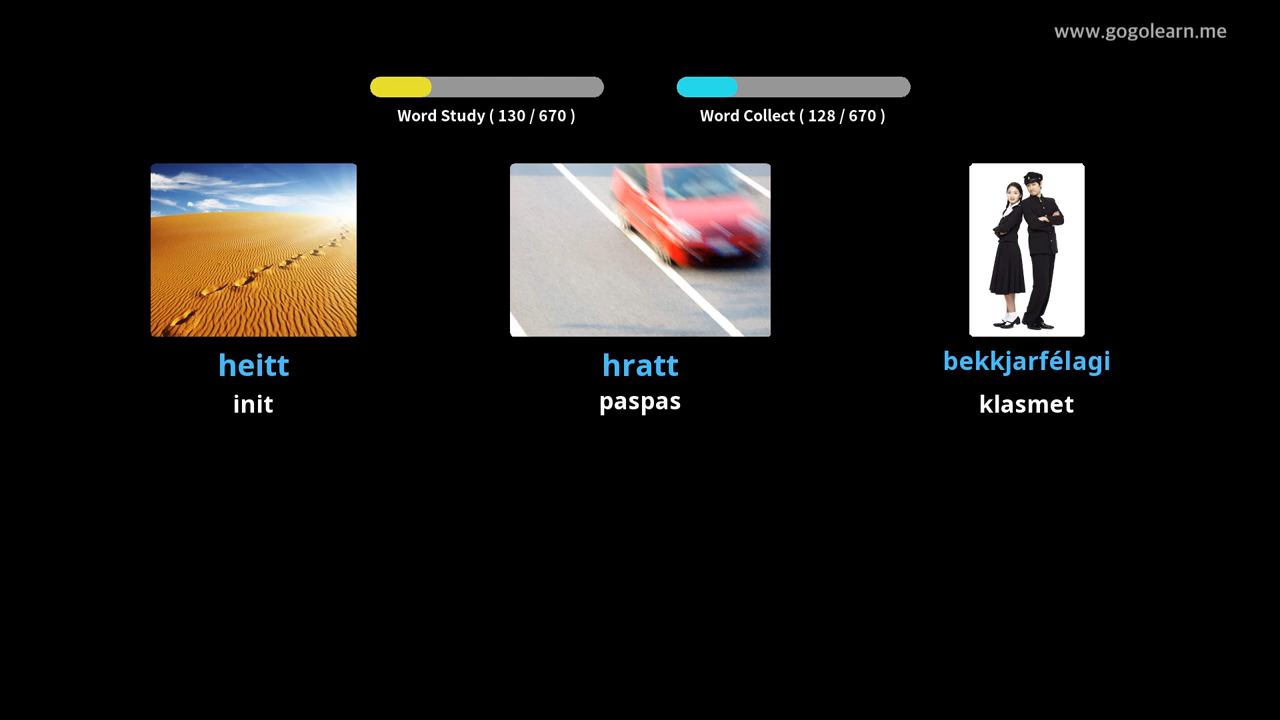 www.gogolearn.me
Word Study ( 130 / 670 )
Word Collect ( 128 / 670 )
heitt
init
hratt
paspas
bekkjarfélagi
klasmet